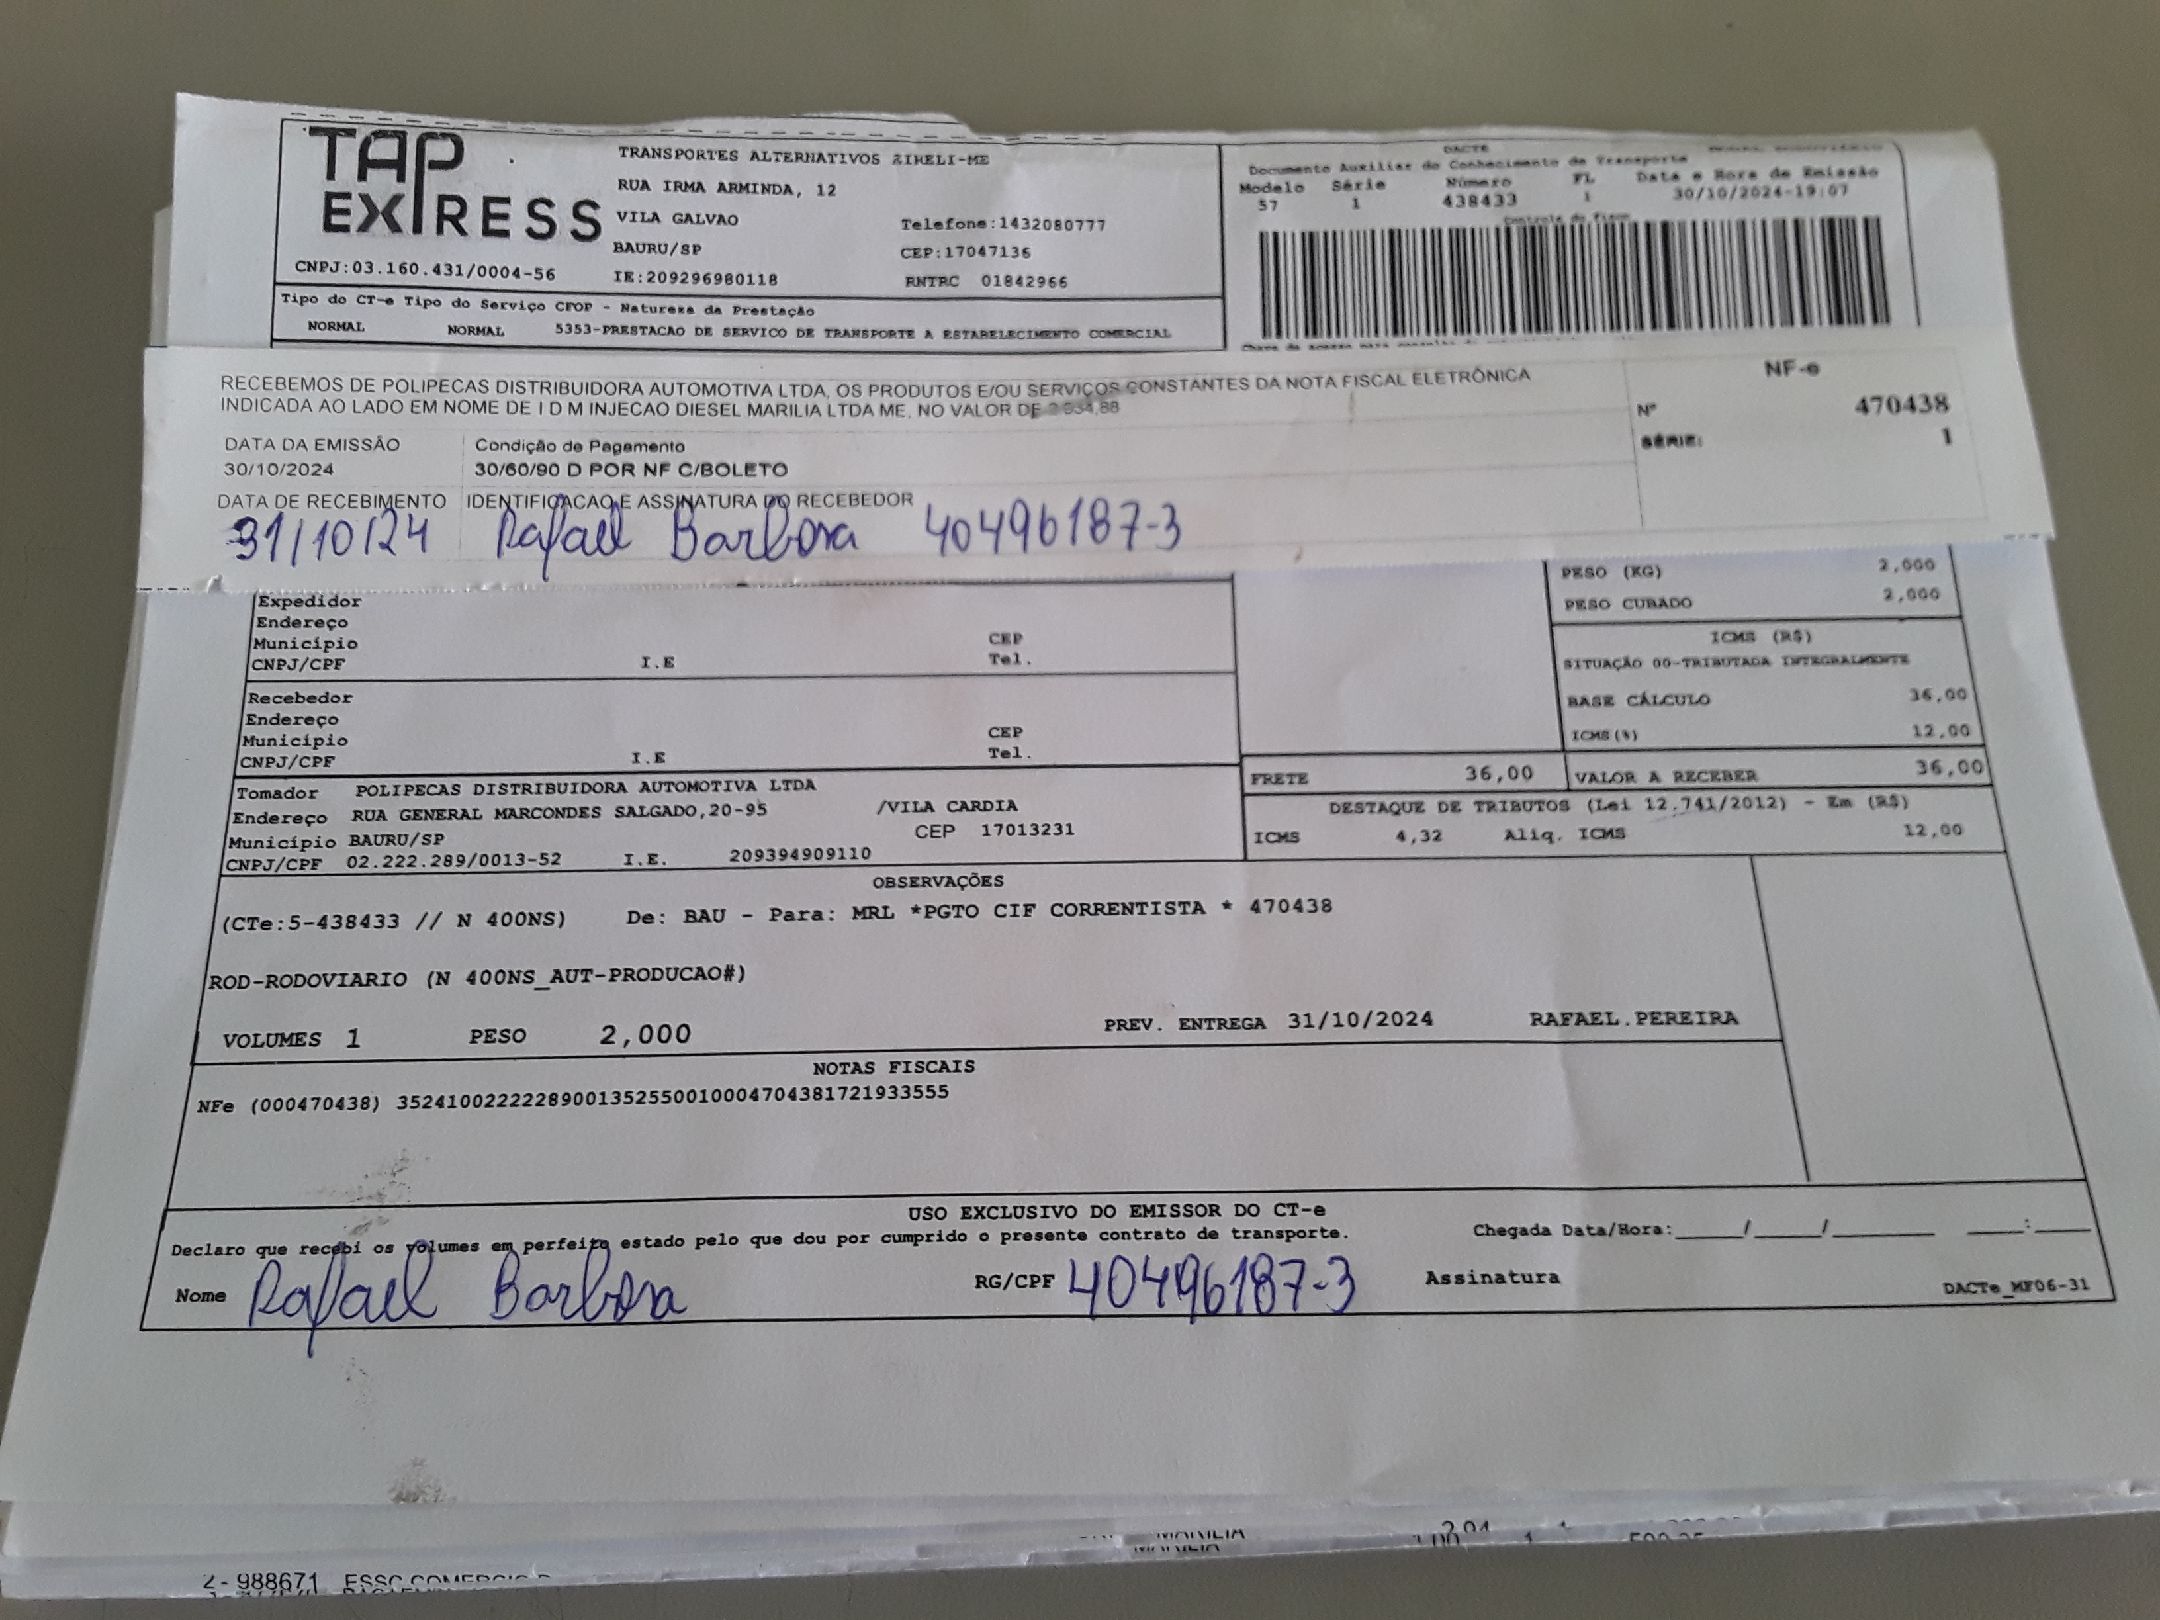 TAP
EXPRESS
CNPJ:03.160.431/0004-56
TRANSPORTES ALTERNATIVOS EIRELI-ME
RUA IRMA ARMINDA, 12
VILA GALVAO
BAURU/SP
IE:209296980118
Telefone:1432080777
CEP:17047136
RNTRC 01842966
Tipo do CT-e Tipo do Serviço CFOP - Natureza da Prestação
NORMAL NORMAL 5353-PRESTACAO DE SERVICO DE TRANSPORTE A ESTABELECIMENTO COMERCIAL
DACTE
Documento Auxiliar do Conhecimento de Transporte
Modelo Série Número FL Data e Hora de Emissão
57 1 438433 1 30/10/2024-19:07
Controle do Fisco
RECEBEMOS DE POLIPECAS DISTRIBUIDORA AUTOMOTIVA LTDA, OS PRODUTOS E/OU SERVIÇOS CONSTANTES DA NOTA FISCAL ELETRÔNICA
INDICADA AO LADO EM NOME DE I D M INJECAO DIESEL MARILIA LTDA ME, NO VALOR DE
NF-e
Nº 470438
SÉRIE: 1
DATA DA EMISSÃO Condição de Pagamento
30/10/2024 30/60/90 D POR NF C/BOLETO
DATA DE RECEBIMENTO IDENTIFICACAO E ASSINATURA DO RECEBEDOR
31/10/24 Rafael Barbosa 40496187-3
Expedidor
Endereço
Município CEP
CNPJ/CPF I.E Tel.
Recebedor
Endereço
Município CEP
CNPJ/CPF I.E Tel.
PESO (KG) 2,000
PESO CUBADO 2,000
ICMS (R$)
SITUAÇÃO 00-TRIBUTADA INTEGRALMENTE
BASE CÁLCULO 36,00
ICMS(%) 12,00
FRETE 36,00 VALOR A RECEBER 36,00
Tomador POLIPECAS DISTRIBUIDORA AUTOMOTIVA LTDA
Endereço RUA GENERAL MARCONDES SALGADO,20-95 /VILA CARDIA
Município BAURU/SP CEP 17013231
CNPJ/CPF 02.222.289/0013-52 I.E. 209394909110
DESTAQUE DE TRIBUTOS (Lei 12.741/2012) - Em (R$)
ICMS 4,32 Aliq. ICMS 12,00
OBSERVAÇÕES
(CTe:5-438433 // N 400NS) De: BAU - Para: MRL *PGTO CIF CORRENTISTA * 470438
ROD-RODOVIARIO (N 400NS_AUT-PRODUCAO#)
VOLUMES 1 PESO 2,000 PREV. ENTREGA 31/10/2024 RAFAEL.PEREIRA
NOTAS FISCAIS
NFe (000470438) 35241002222289001352550010004704381721933555
USO EXCLUSIVO DO EMISSOR DO CT-e
Declaro que recebi os volumes em perfeito estado pelo que dou por cumprido o presente contrato de transporte. Chegada Data/Hora:_____/_____/________ ____:____
Nome Rafael Barbosa RG/CPF 40496187-3 Assinatura
DACTe_MF06-31
MARILIA
2- 988671